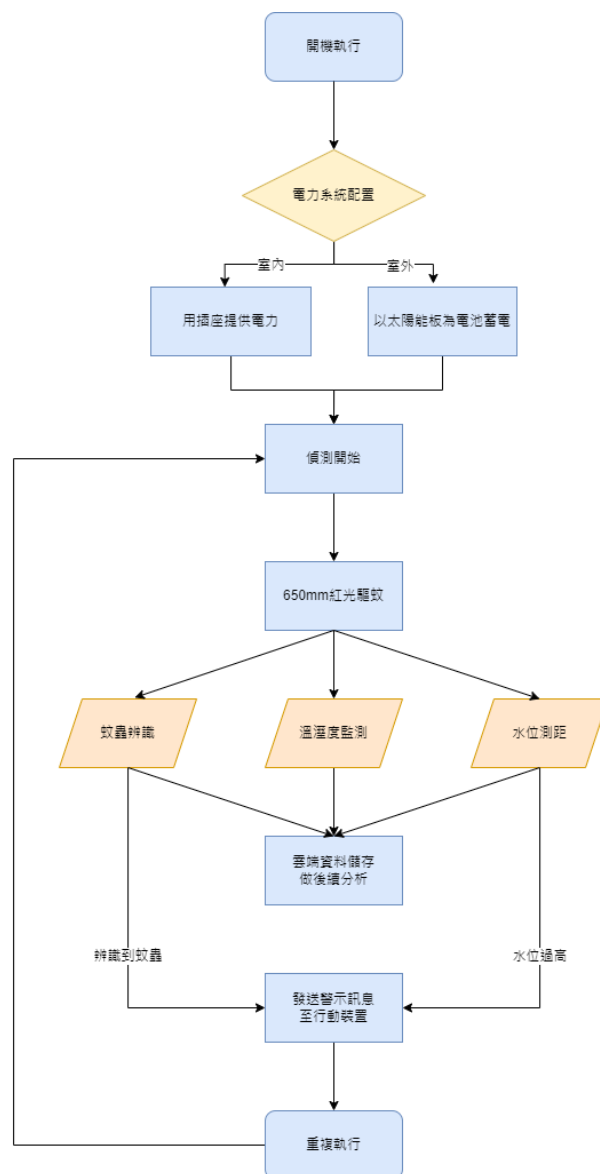 開機執行
電力系統配置
室內
室外
用插座提供電力
以太陽能板為電池蓄電
偵測開始
650mm紅光驅蚊
蚊蟲辨識
溫溼度監測
水位測距
雲端資料儲存
做後續分析
辨識到蚊蟲
水位過高
發送警示訊息
至行動裝置
重複執行